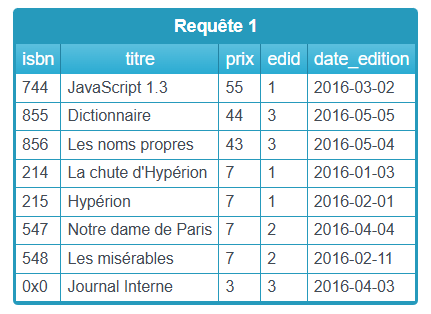 Requête 1
isbn titre prix edid date_edition
744 JavaScript 1.3 55 1 2016-03-02
855 Dictionnaire 44 3 2016-05-05
856 Les noms propres 43 3 2016-05-04
214 La chute d'Hypérion 7 1 2016-01-03
215 Hypérion 7 1 2016-02-01
547 Notre dame de Paris 7 2 2016-04-04
548 Les misérables 7 2 2016-02-11
0x0 Journal Interne 3 3 2016-04-03